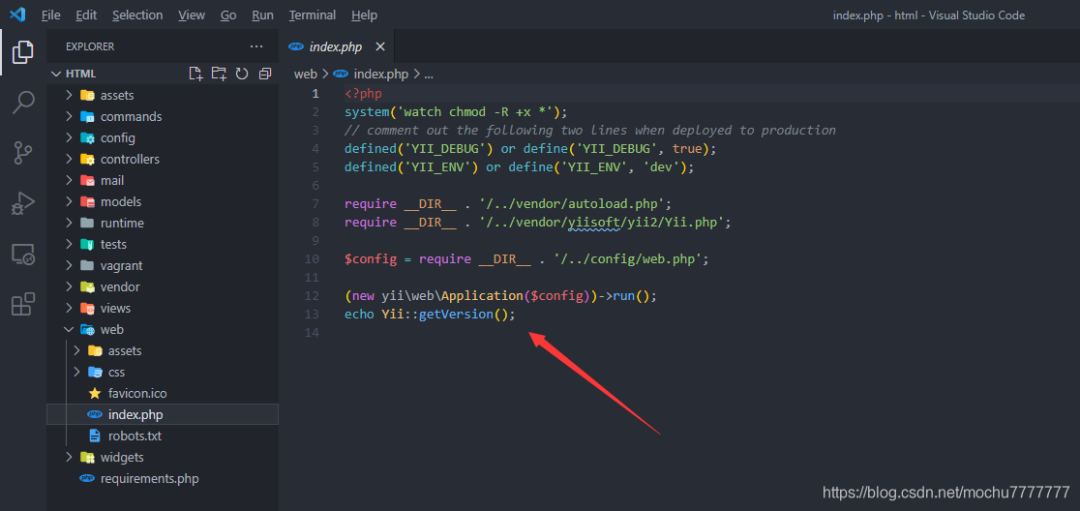 File Edit Selection View Go Run Terminal Help
index.php - html - Visual Studio Code
EXPLORER
HTML
assets
commands
config
controllers
mail
models
runtime
tests
vagrant
vendor
views
web
assets
css
favicon.ico
index.php
robots.txt
widgets
requirements.php
index.php
web > index.php > ...
1 <?php
2 system('watch chmod -R +x *');
3 // comment out the following two lines when deployed to production
4 defined('YII_DEBUG') or define('YII_DEBUG', true);
5 defined('YII_ENV') or define('YII_ENV', 'dev');
6
7 require __DIR__ . '/../vendor/autoload.php';
8 require __DIR__ . '/../vendor/yiisoft/yii2/Yii.php';
9
10 $config = require __DIR__ . '/../config/web.php';
11
12 (new yii\web\Application($config))->run();
13 echo Yii::getVersion();
14
https://blog.csdn.net/mochu7777777